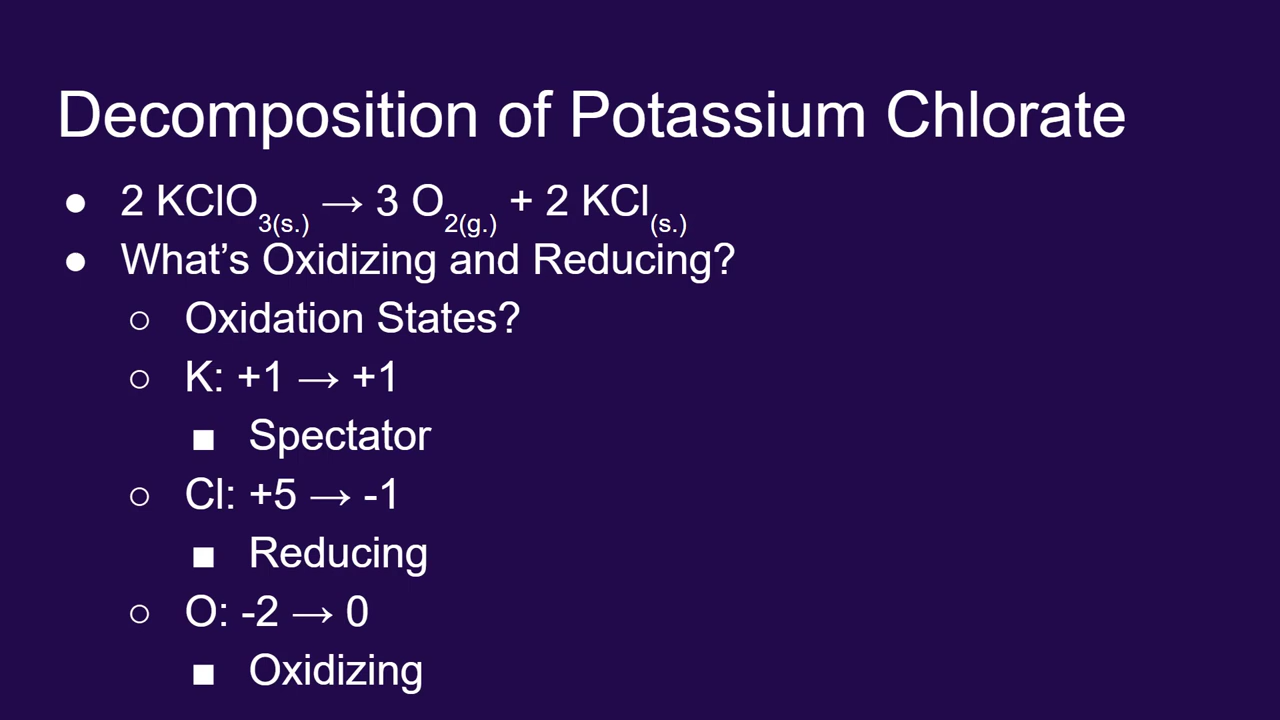 Decomposition of Potassium Chlorate
● 2 KClO3(s.) → 3 O2(g.) + 2 KCl(s.)
● What’s Oxidizing and Reducing?
○ Oxidation States?
○ K: +1 → +1
■ Spectator
○ Cl: +5 → -1
■ Reducing
○ O: -2 → 0
■ Oxidizing